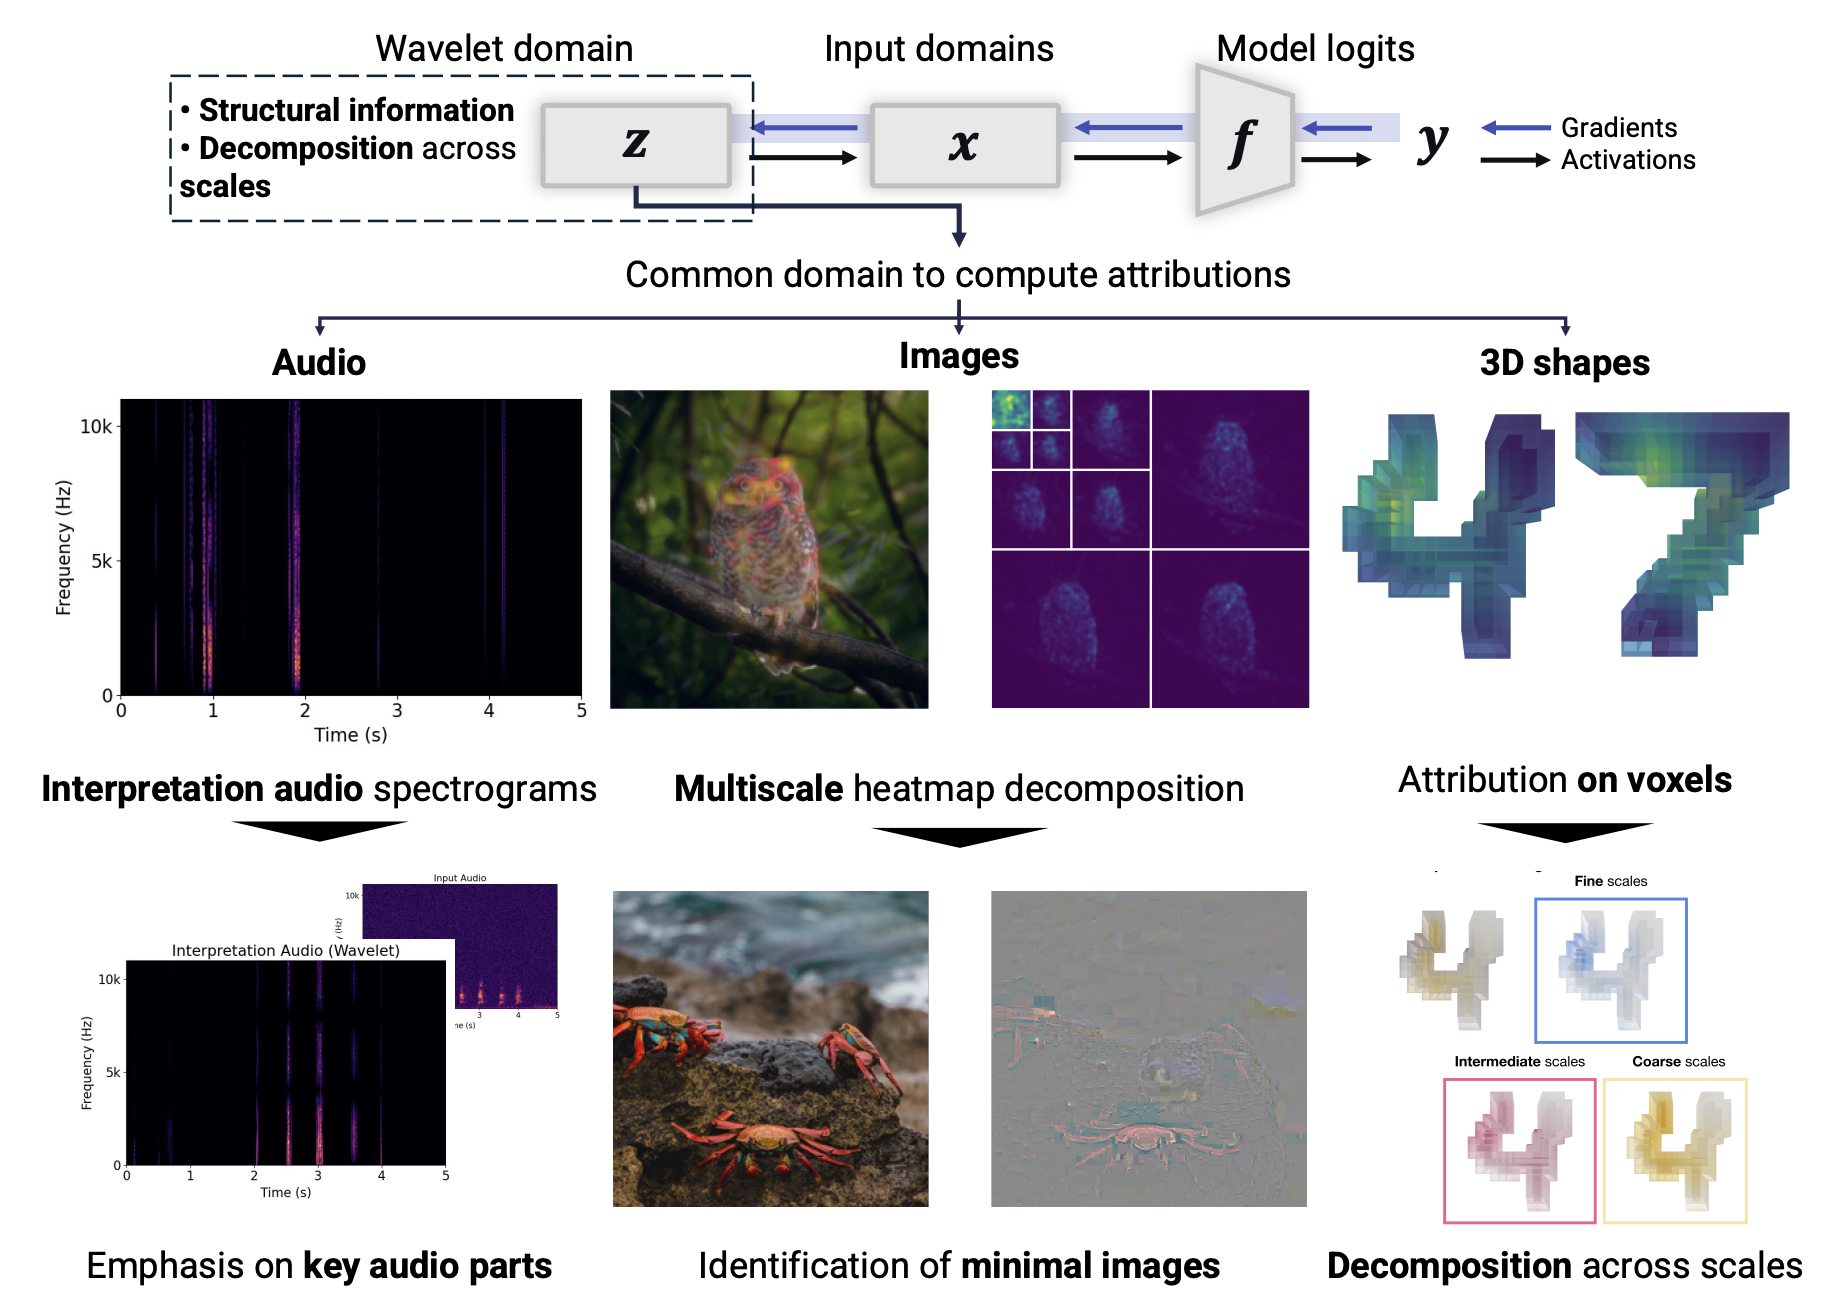 Wavelet domain
Input domains
Model logits
• Structural information
• Decomposition across
scales
z
x
f
y
Gradients
Activations
Common domain to compute attributions
Audio
Images
3D shapes
10k
5k
0
Frequency (Hz)
0 1 2 3 4 5
Time (s)
Interpretation audio spectrograms
Multiscale heatmap decomposition
Attribution on voxels
Input Audio
10k
(Hz)
3 4 5
me (s)
Interpretation Audio (Wavelet)
10k
5k
0
Frequency (Hz)
0 1 2 3 4 5
Time (s)
Fine scales
Intermediate scales
Coarse scales
Emphasis on key audio parts
Identification of minimal images
Decomposition across scales